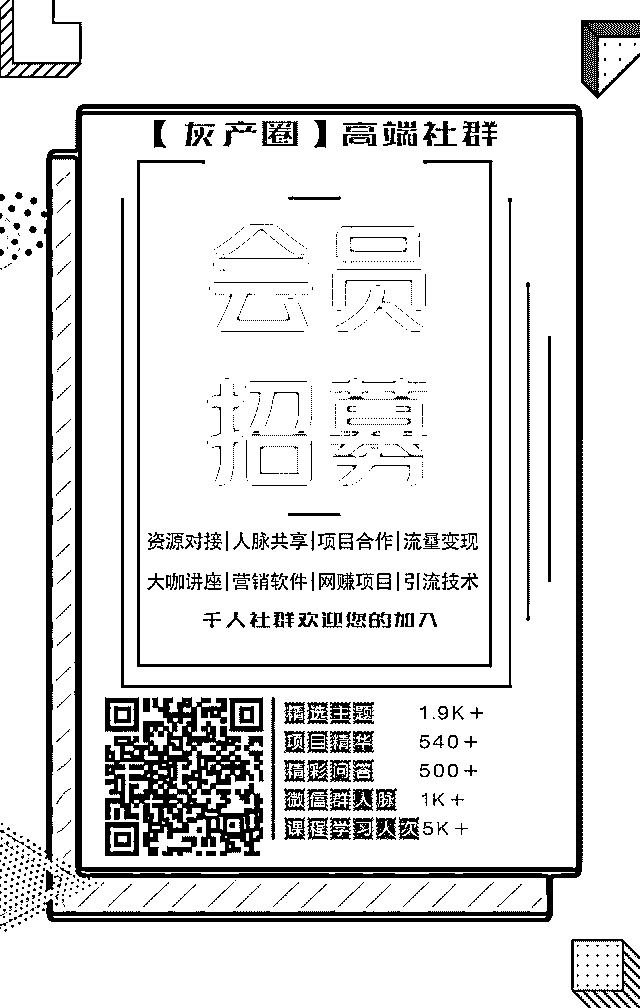 【灰产圈】高端社群
会员
招募
资源对接|人脉共享|项目合作|流量变现
大咖讲座|营销软件|网赚项目|引流技术
千人社群欢迎您的加入
精选主题 1.9K+
项目精华 540+
精彩问答 500+
微信群人脉 1K+
课程学习人次 5K+